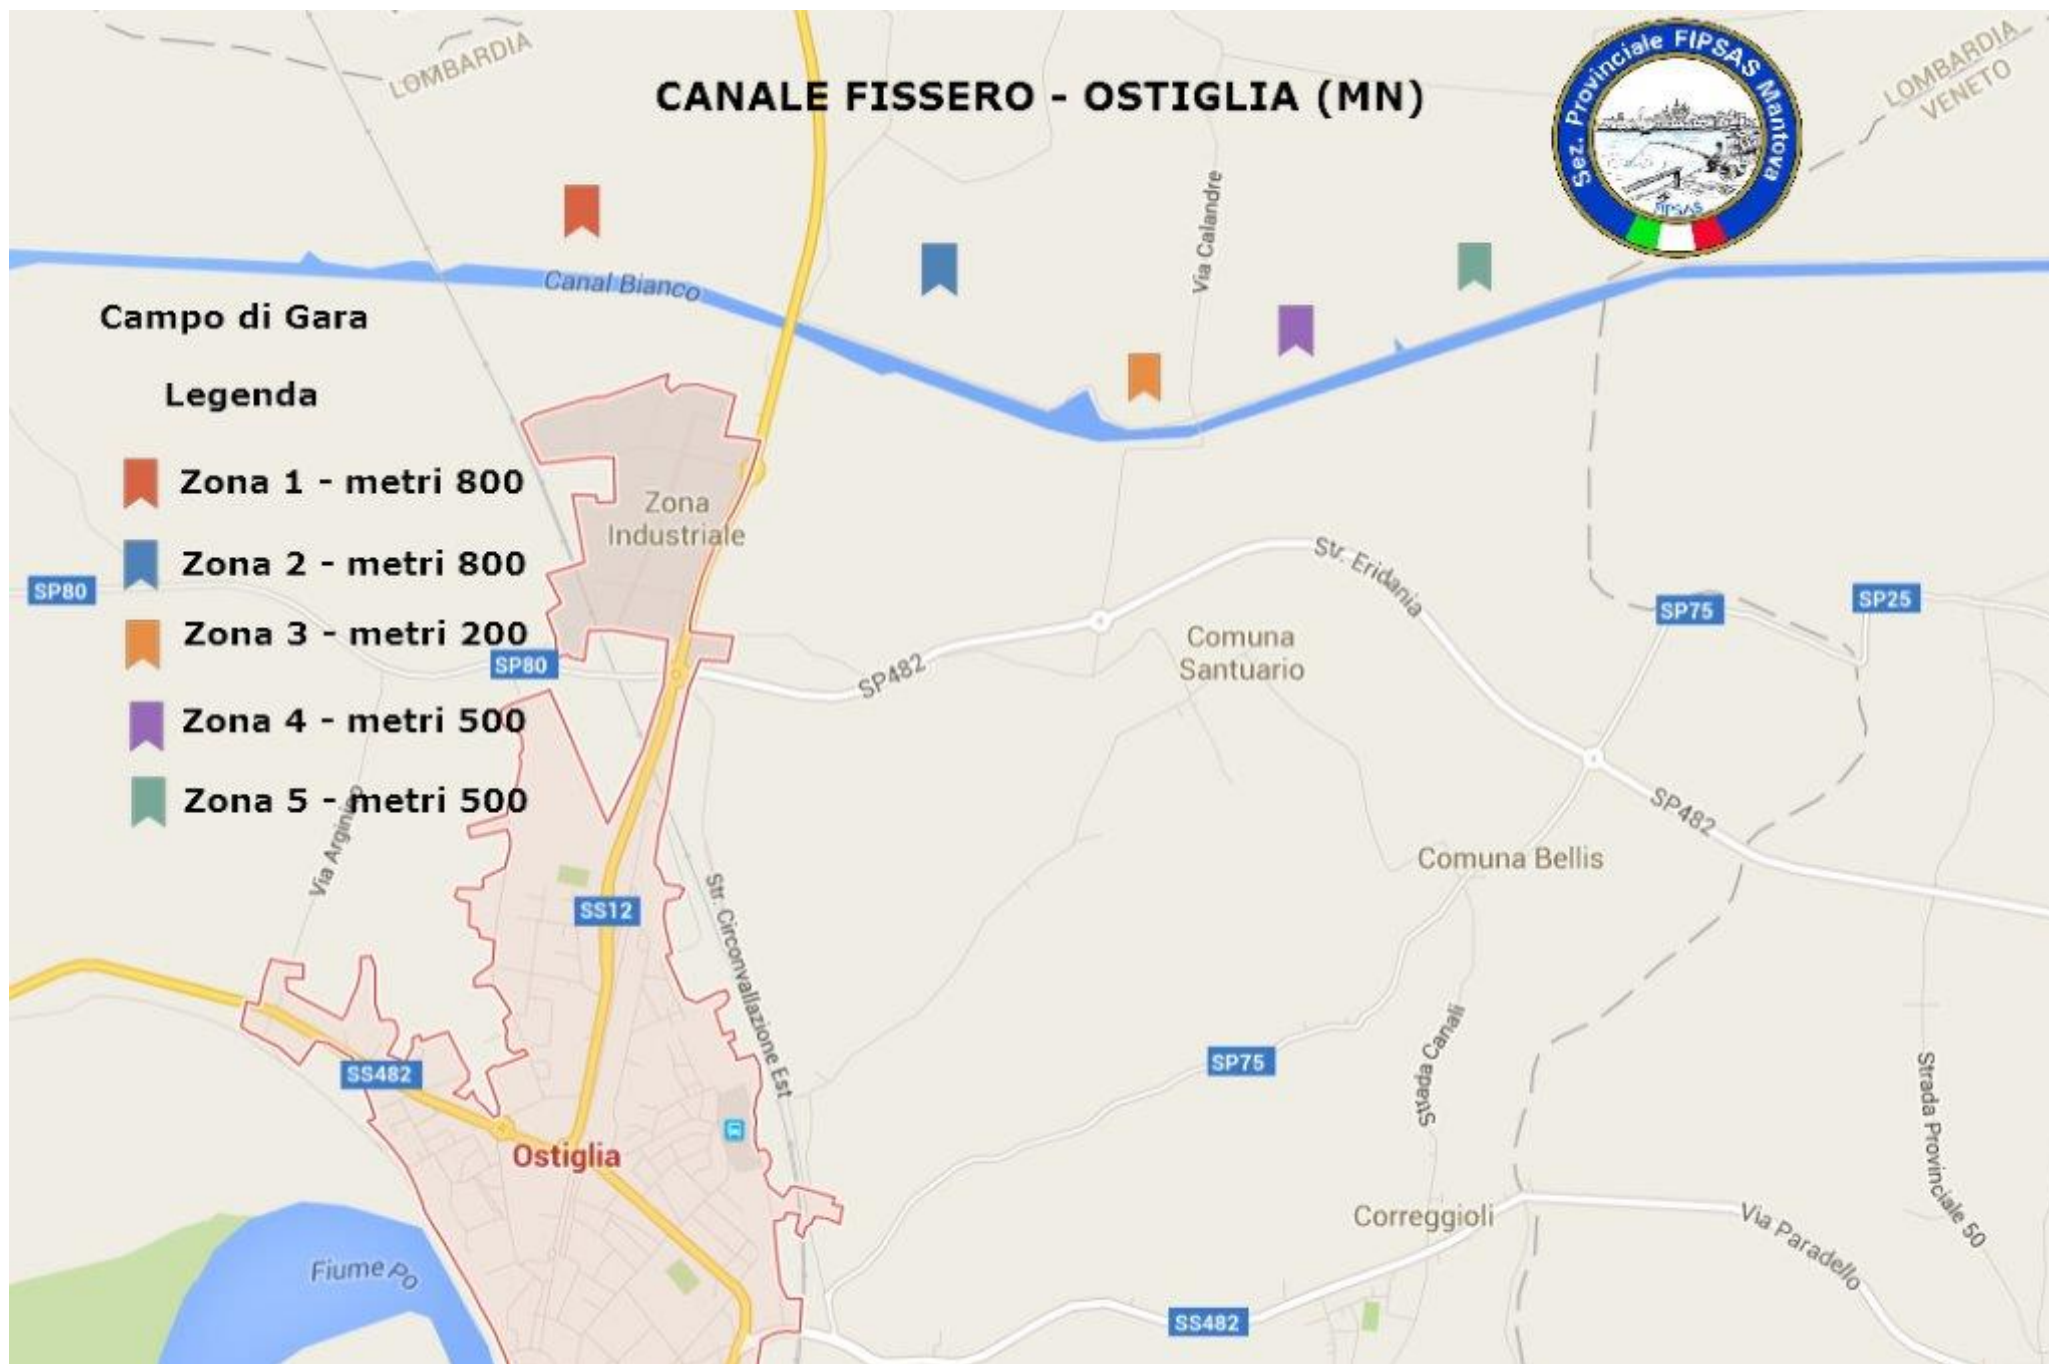 LOMBARDIA
CANALE FISSERO - OSTIGLIA (MN)
Sez. Provinciale FIPSAS Mantova
FIPSAS
LOMBARDIA
VENETO
Via Calandre
Canal Bianco
Campo di Gara
Legenda
Zona 1 - metri 800
Zona 2 - metri 800
Zona 3 - metri 200
Zona 4 - metri 500
Zona 5 - metri 500
Zona
Industriale
SP80
SP80
SP482
Str. Eridania
Comuna
Santuario
SP75
SP25
SP482
Comuna Bellis
Via Arginino
SS12
Str. Circonvallazione Est
SS482
Ostiglia
SP75
Strada Canali
Strada Provinciale 50
Correggioli
Via Paradello
Fiume Po
SS482